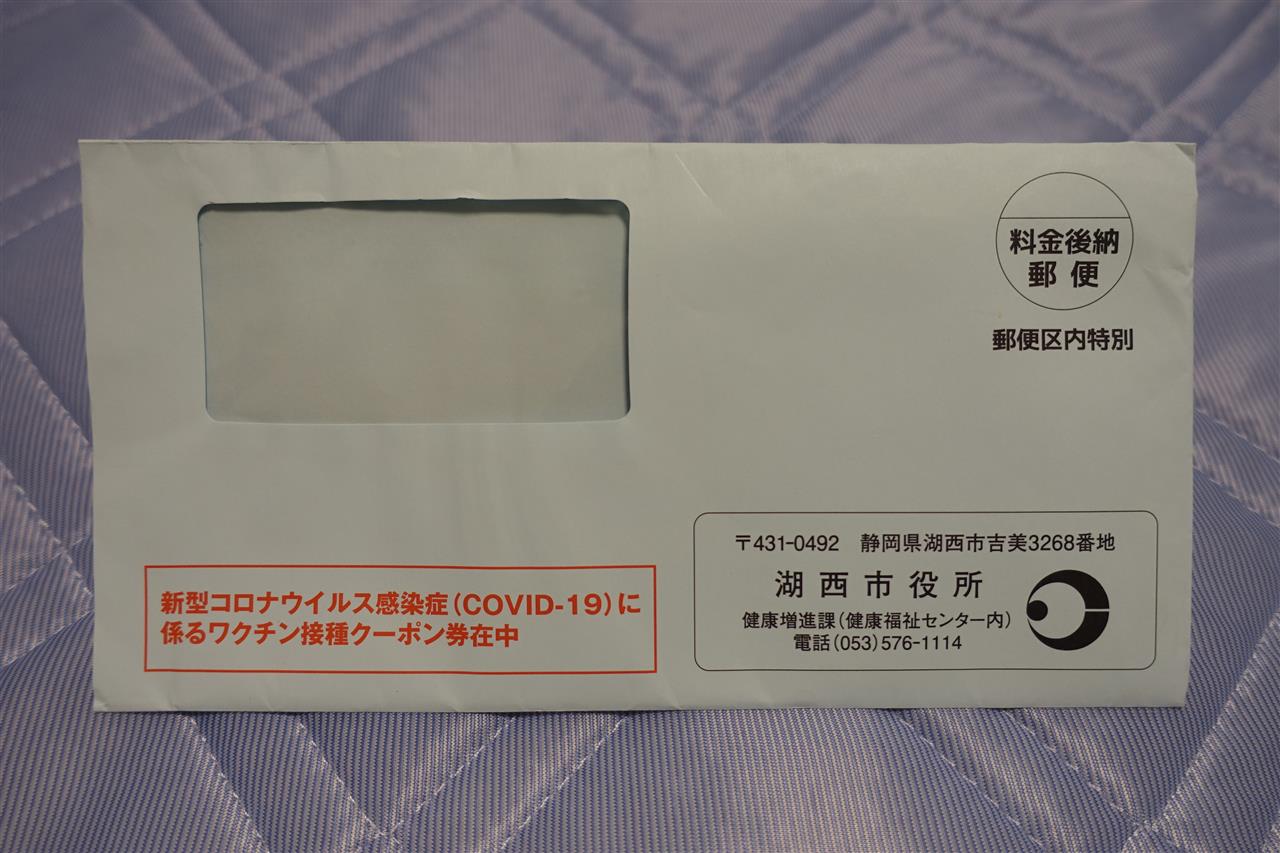 料金後納
郵便
郵便区内特別
新型コロナウイルス感染症(COVID-19)に
係るワクチン接種クーポン券在中
〒431-0492 静岡県湖西市吉美3268番地
湖西市役所
健康増進課(健康福祉センター内)
電話(053)576-1114